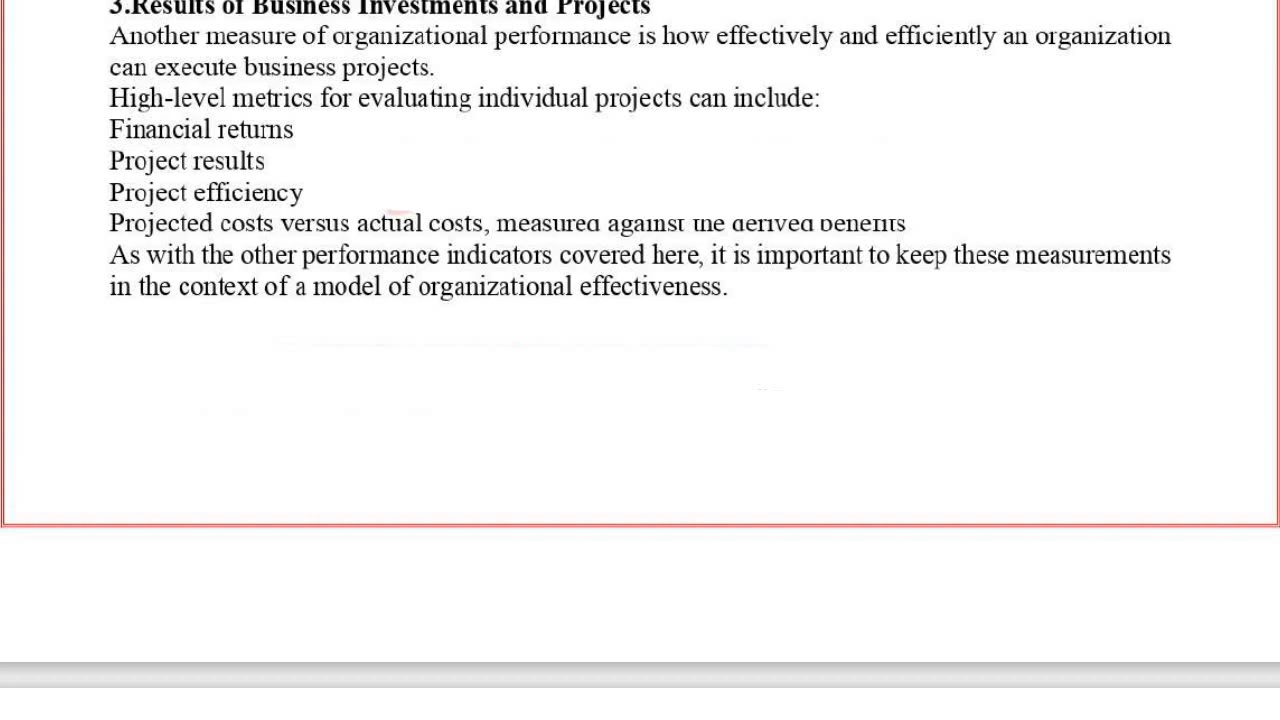 3.Results of Business Investments and Projects
Another measure of organizational performance is how effectively and efficiently an organization
can execute business projects.
High-level metrics for evaluating individual projects can include:
Financial returns
Project results
Project efficiency
Projected costs versus actual costs, measured against the derived benefits
As with the other performance indicators covered here, it is important to keep these measurements
in the context of a model of organizational effectiveness.